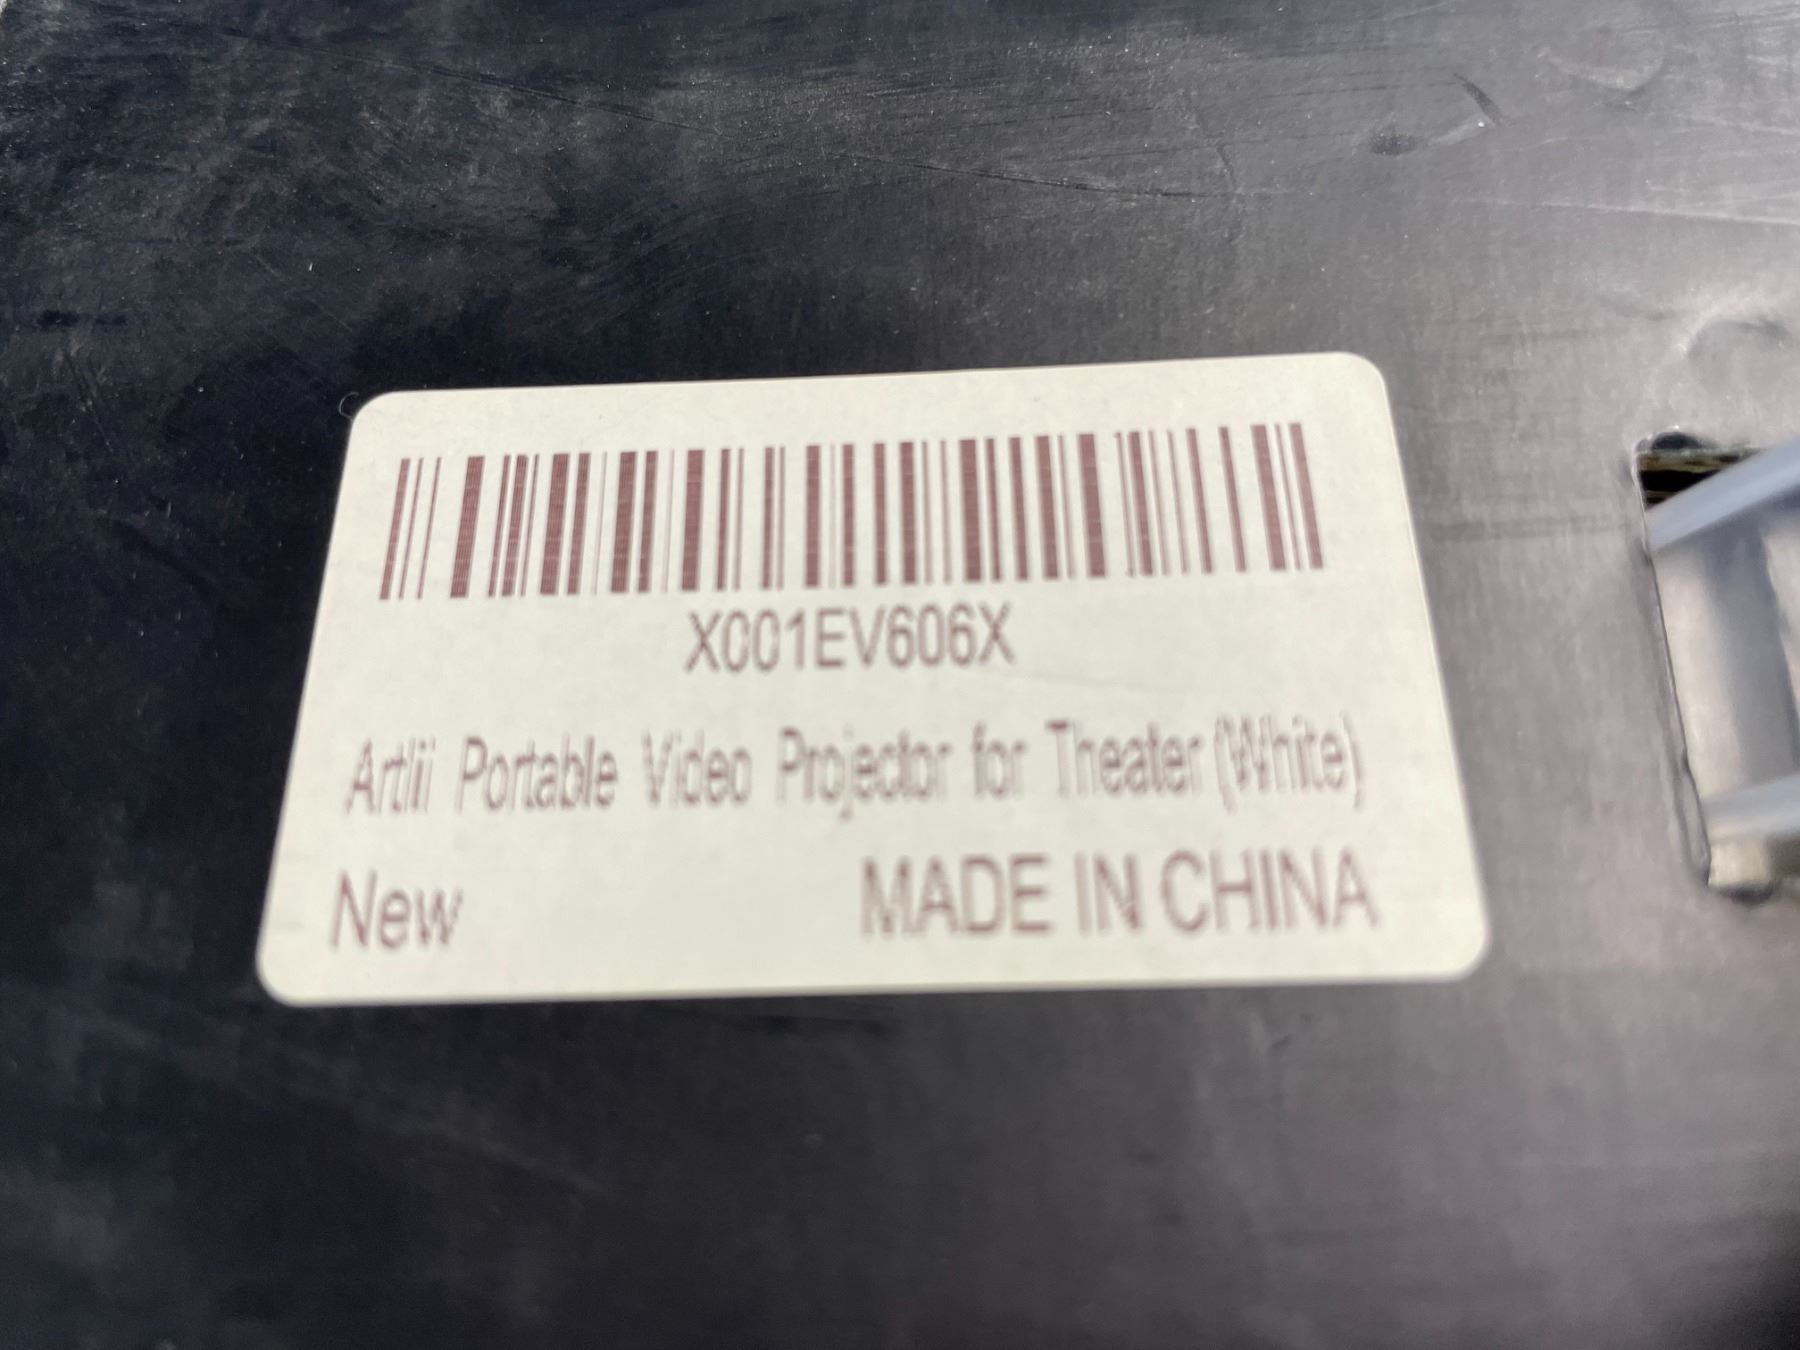 X001EV606X
Artlii Portable Video Projector for Theater (White)
New MADE IN CHINA